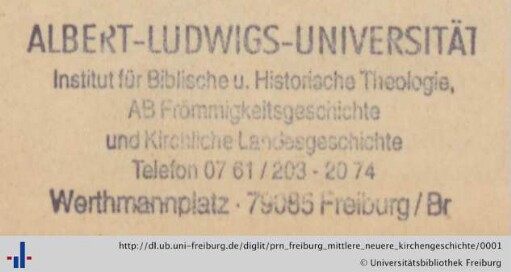 ALBERT-LUDWIGS-UNIVERSITÄT
Institut für Biblische u. Historische Theologie,
AB Frömmigkeitsgeschichte
und Kirchliche Landesgeschichte
Telefon 07 61 / 203 - 20 74
Werthmannplatz · 79085 Freiburg / Br
http://dl.ub.uni-freiburg.de/diglit/prn_freiburg_mittlere_neuere_kirchengeschichte/0001
© Universitätsbibliothek Freiburg